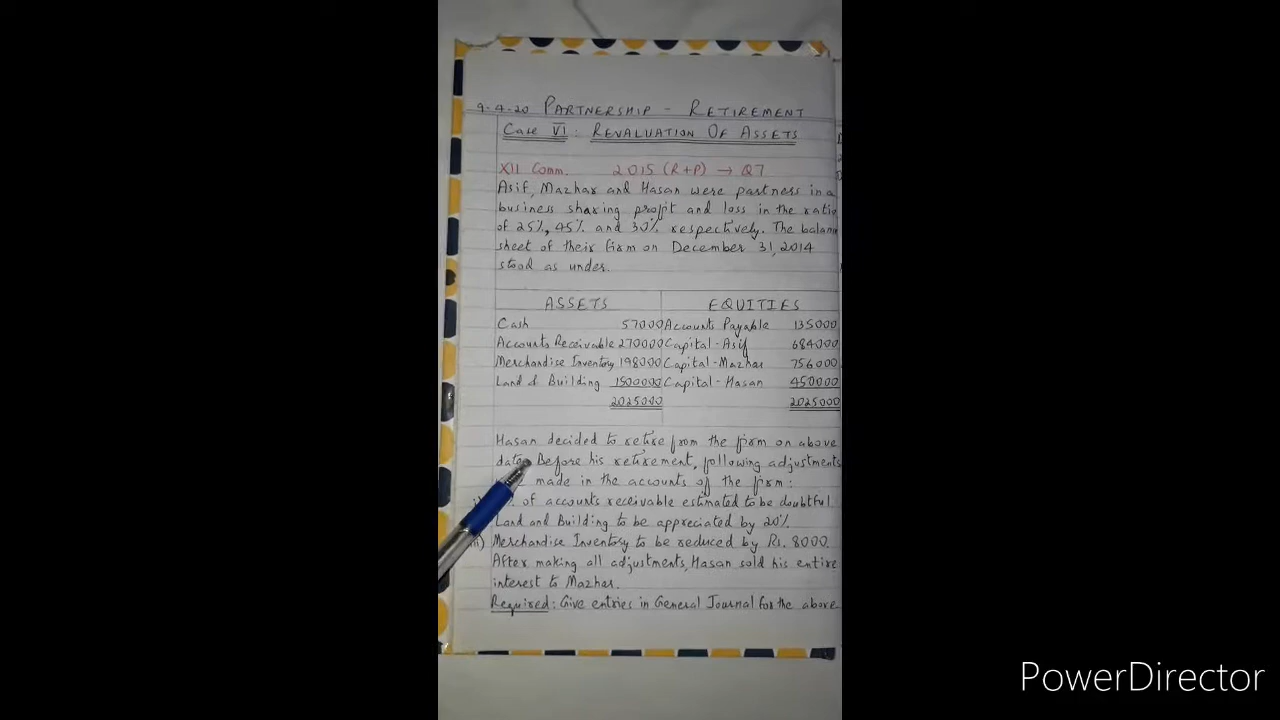 9-4-20 PARTNERSHIP - RETIREMENT
Case VI : REVALUATION OF ASSETS
XII Comm. 2015 (R+P) → Q7
Asif, Mazhar and Hasan were partners in a
business sharing profit and loss in the ratio
of 25%, 45% and 30% respectively. The balan
sheet of their firm on December 31, 2014
stood as under.
ASSETS EQUITIES
Cash 57000 Accounts Payable 135000
Accounts Receivable 270000 Capital-Asif 684000
Merchandise Inventory 198000 Capital-Mazhar 756000
Land & Building 1500000 Capital-Hasan 450000
2025000 2025000
Hasan decided to retire from the firm on above
date. Before his retirement, following adjustments
made in the accounts of the firm:
of accounts receivable estimated to be doubtful.
Land and Building to be appreciated by 20%.
iii) Merchandise Inventory to be reduced by Rs. 8000.
After making all adjustments, Hasan sold his entire
interest to Mazhar.
Required: Give entries in General Journal for the above
PowerDirector